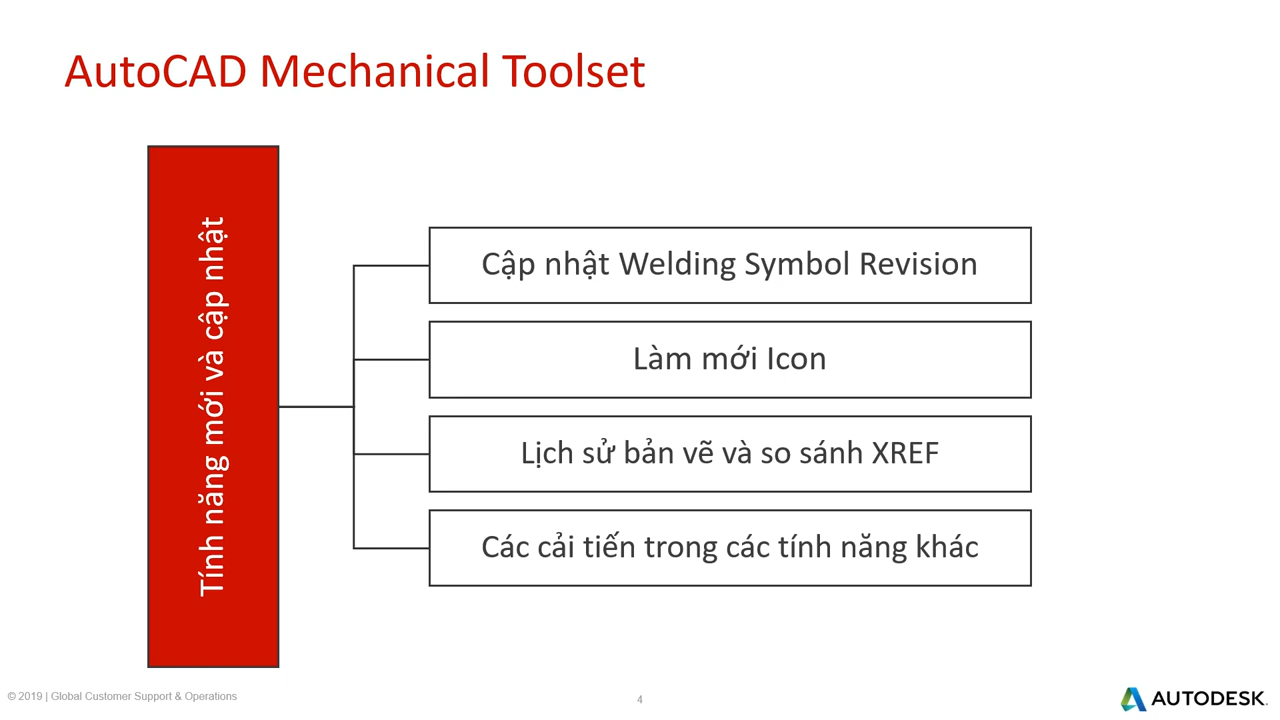 AutoCAD Mechanical Toolset
Tính năng mới và cập nhật
Cập nhật Welding Symbol Revision
Làm mới Icon
Lịch sử bản vẽ và so sánh XREF
Các cải tiến trong các tính năng khác
© 2019 | Global Customer Support & Operations
4
AUTODESK.